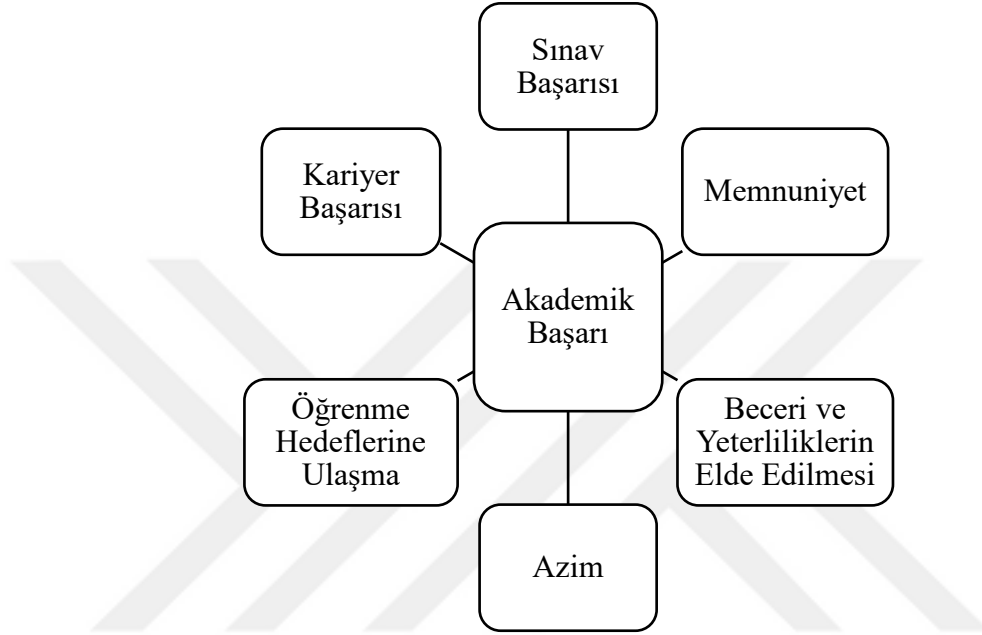 Sınav
Başarısı
Kariyer
Başarısı
Memnuniyet
Akademik
Başarı
Öğrenme
Hedeflerine
Ulaşma
Beceri ve
Yeterliliklerin
Elde Edilmesi
Azim